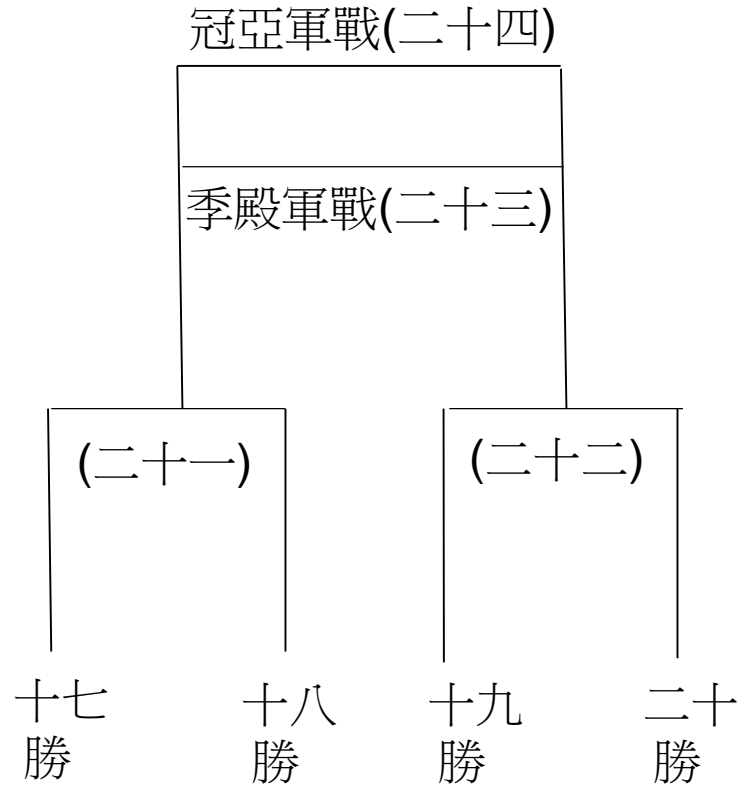 冠亞軍戰(二十四)
季殿軍戰(二十三)
(二十一)
(二十二)
十七
勝
十八
勝
十九
勝
二十
勝